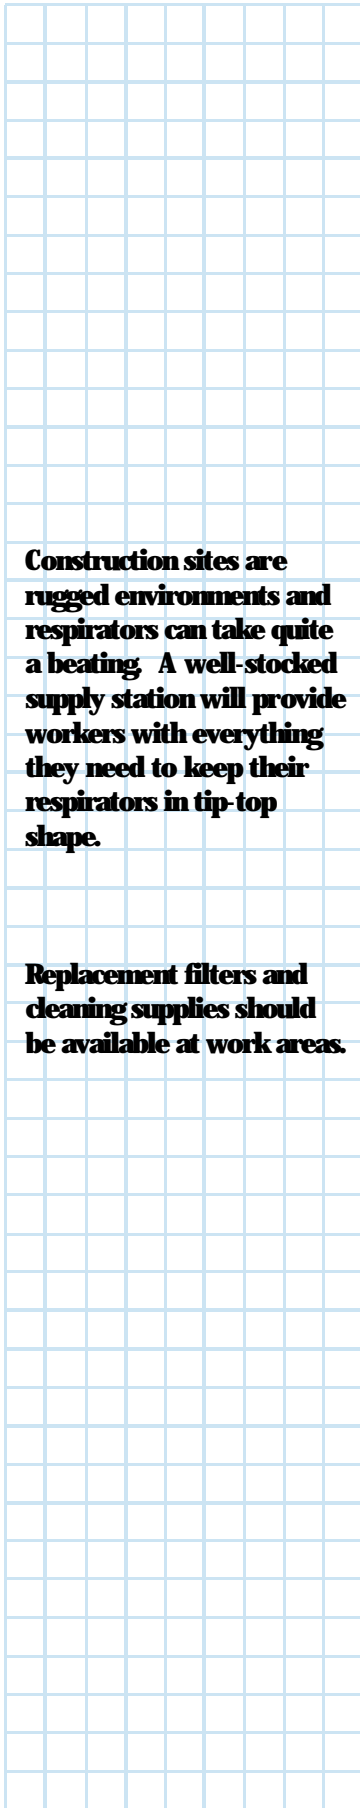 Construction sites are
rugged environments and
respirators can take quite
a beating.  A well-stocked
supply station will provide
workers with everything
they need to keep their
respirators in tip-top
shape.
Replacement filters and
cleaning supplies should
be available at work areas.